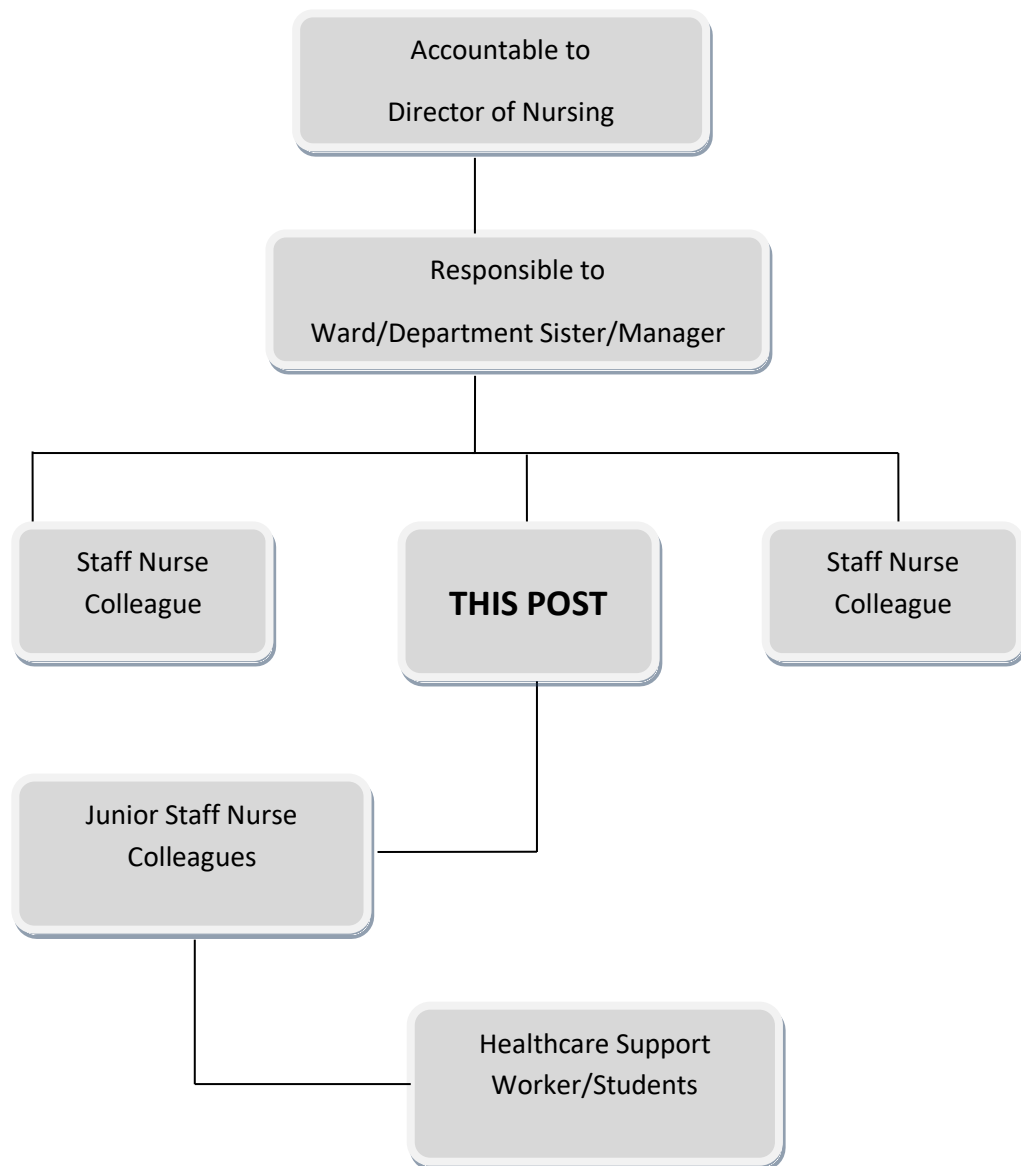 Accountable to
Director of Nursing
Responsible to
Ward/Department Sister/Manager
Staff Nurse
Colleague
THIS POST
Staff Nurse
Colleague
Junior Staff Nurse
Colleagues
Healthcare Support
Worker/Students